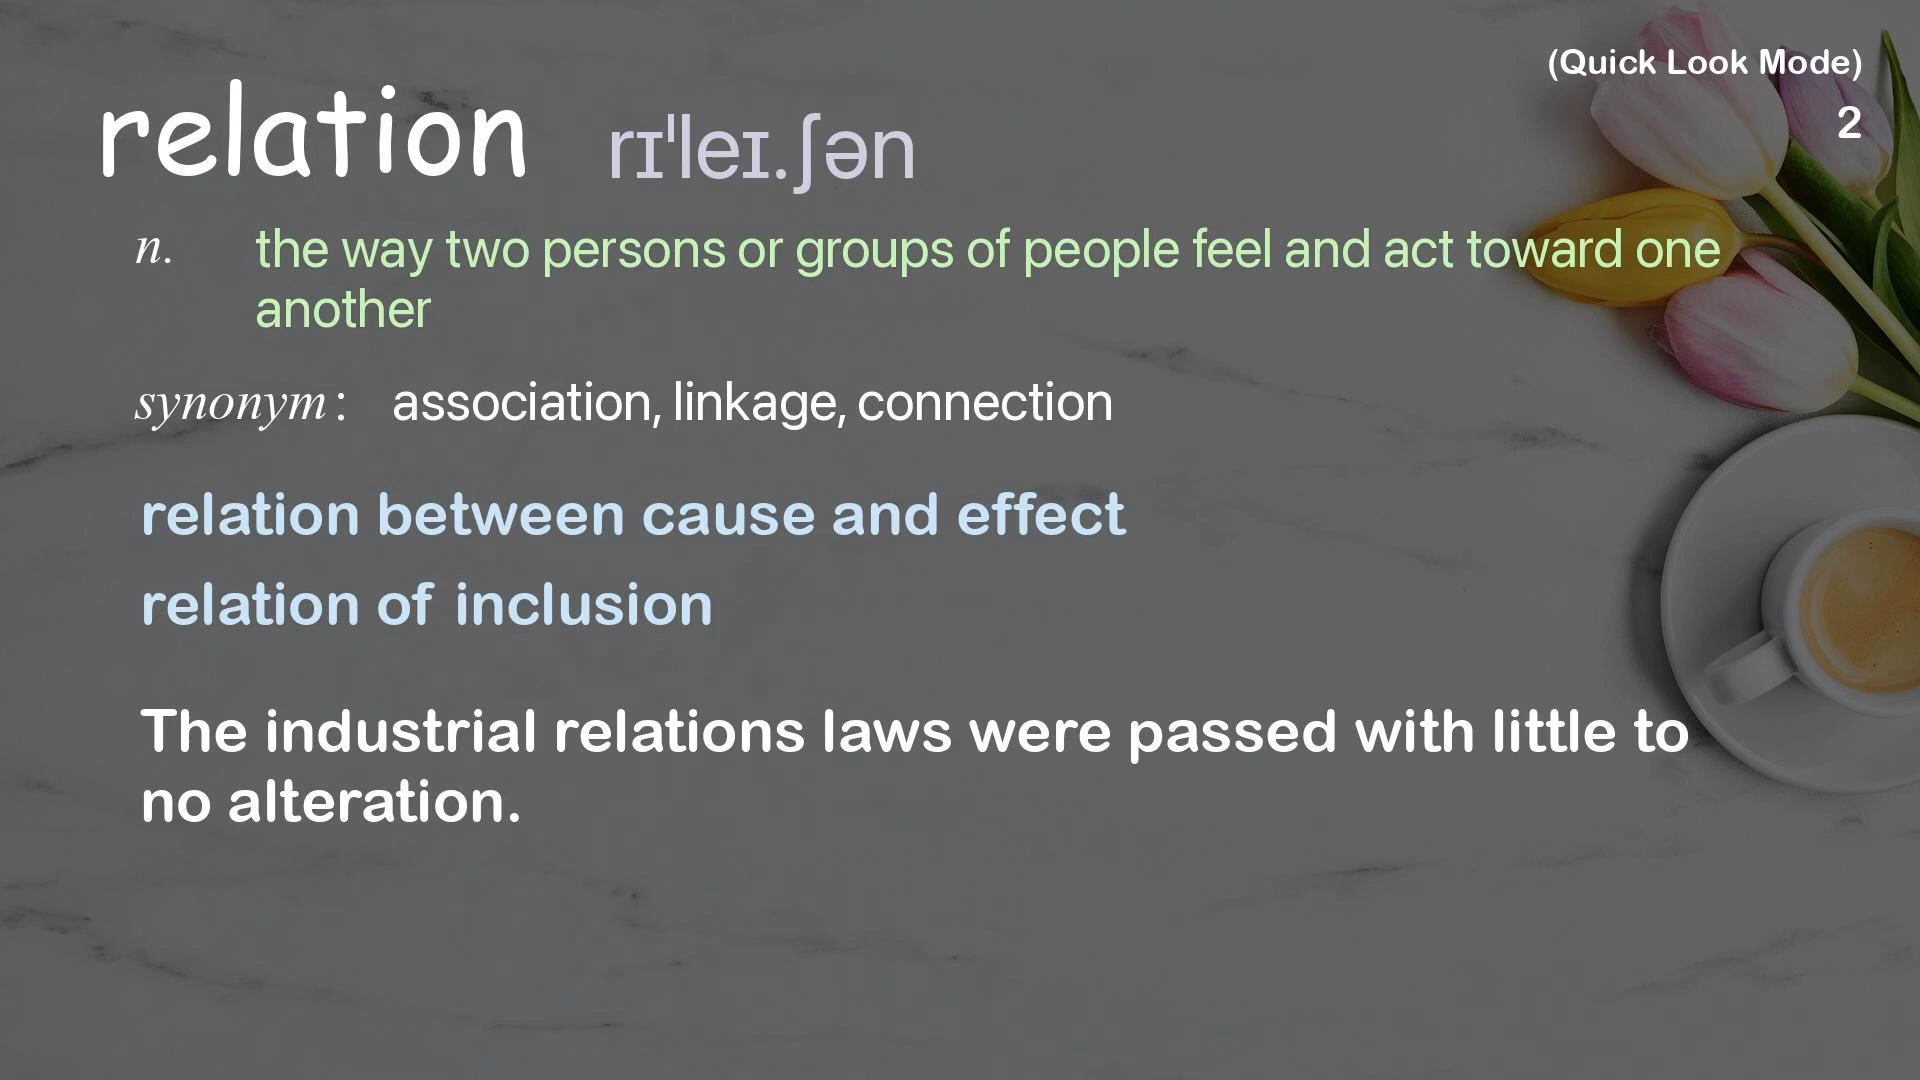 (Quick Look Mode)
2
relation rɪˈleɪ.ʃən
n. the way two persons or groups of people feel and act toward one
another
synonym: association, linkage, connection
relation between cause and effect
relation of inclusion
The industrial relations laws were passed with little to
no alteration.